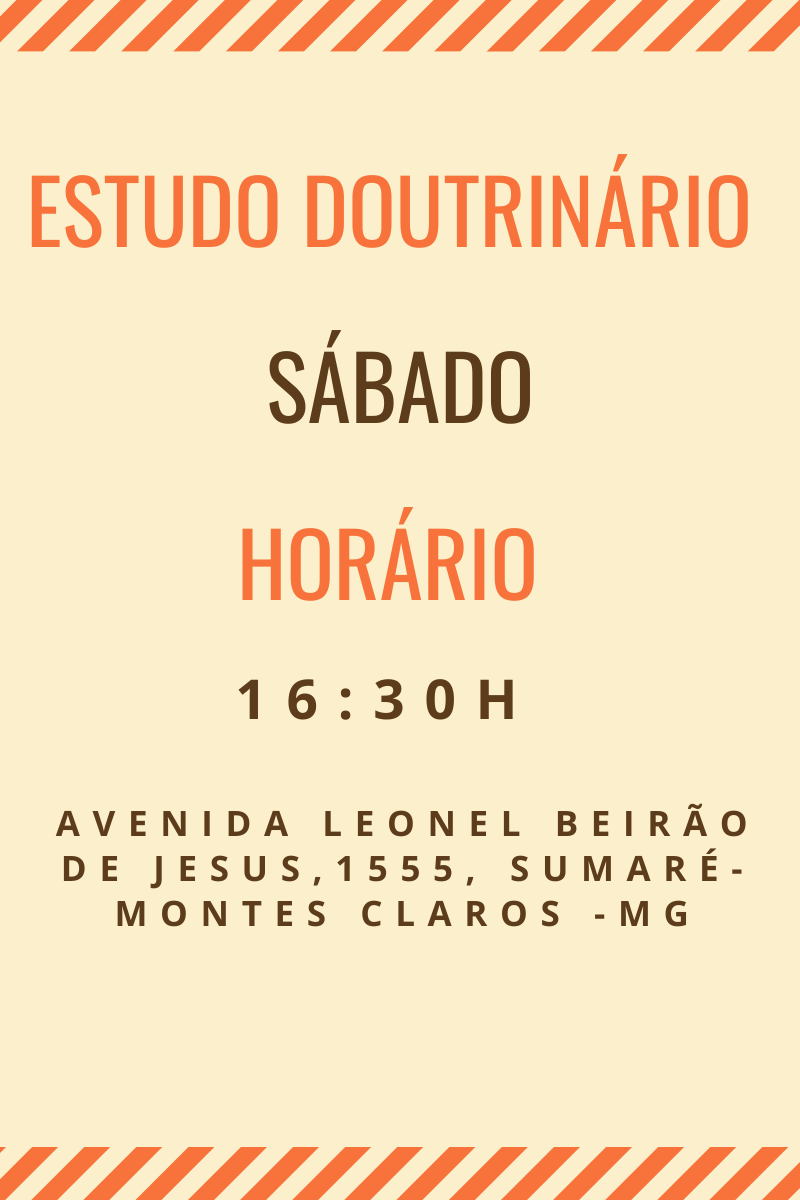 ESTUDO DOUTRINÁRIO
SÁBADO
HORÁRIO
16:30H
AVENIDA LEONEL BEIRÃO
DE JESUS,1555, SUMARÉ-
MONTES CLAROS -MG